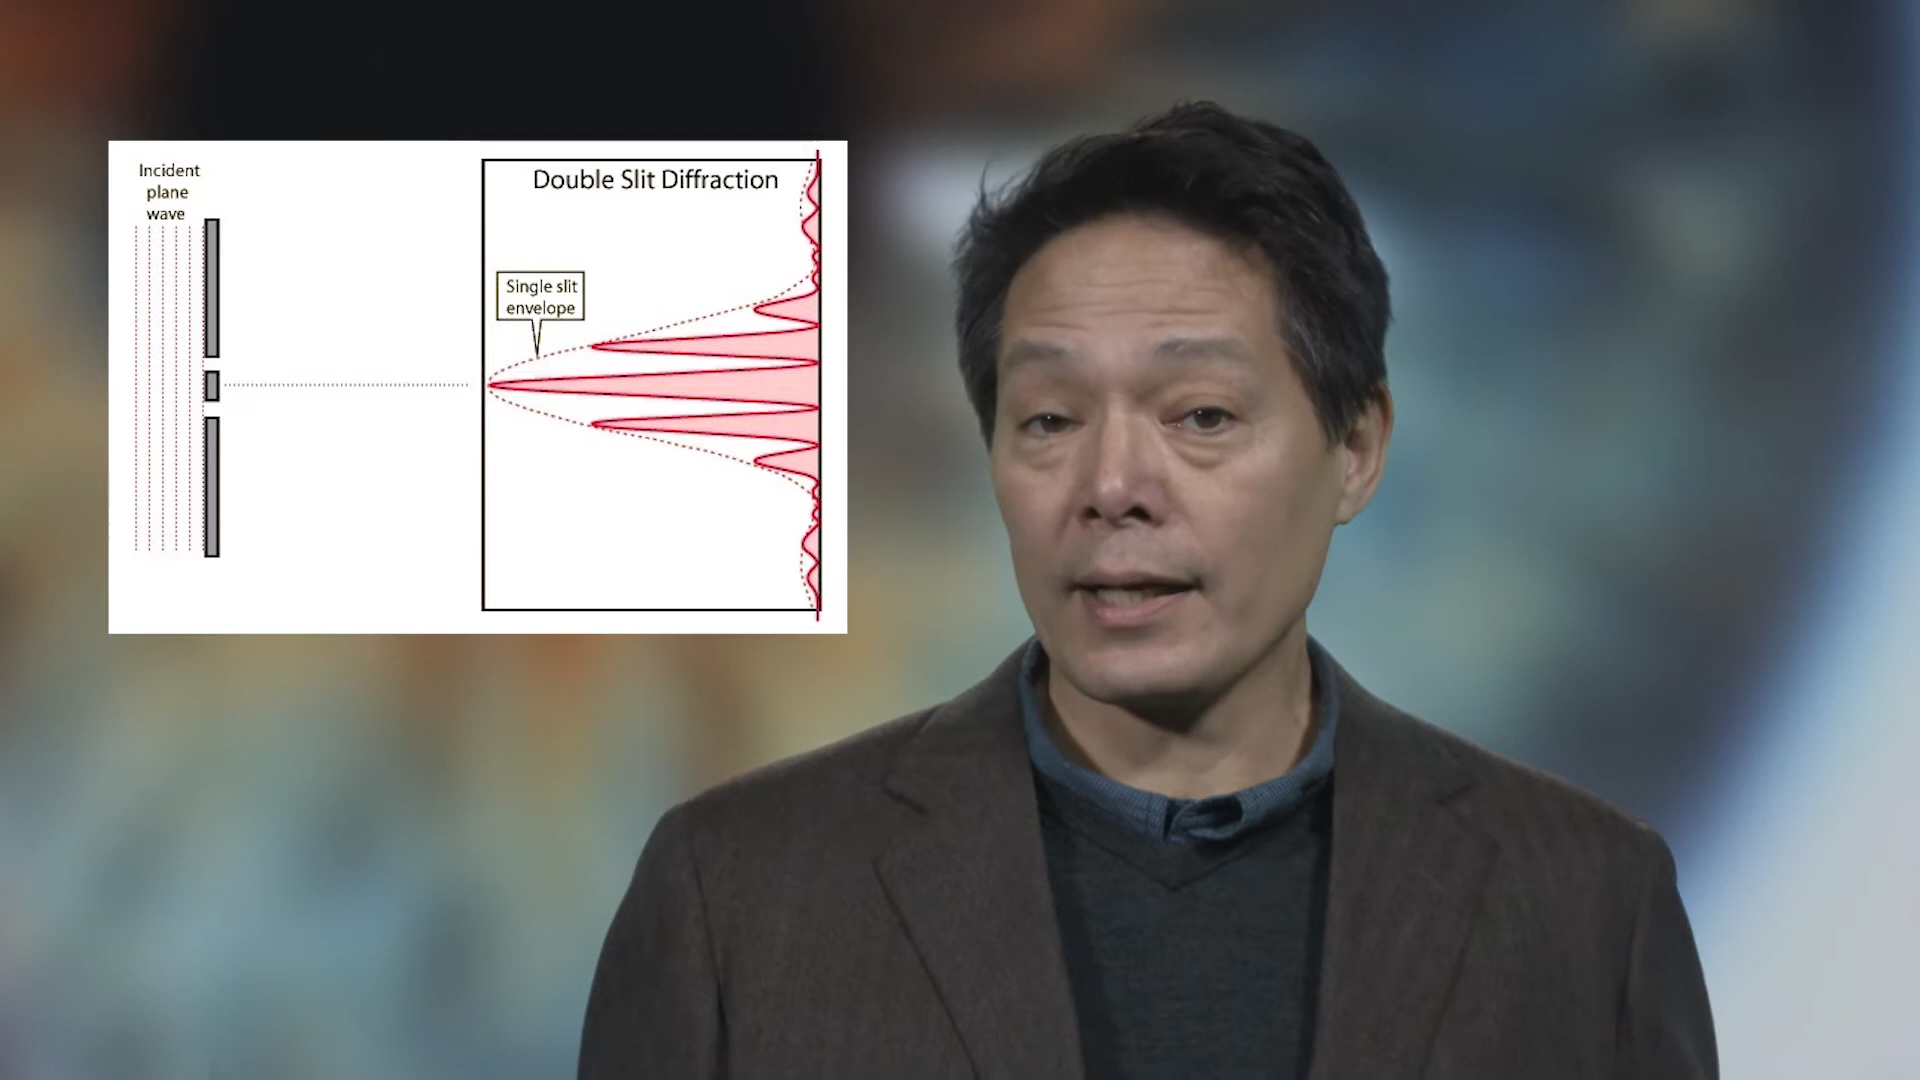 Incident
plane
wave
Double Slit Diffraction
Single slit
envelope